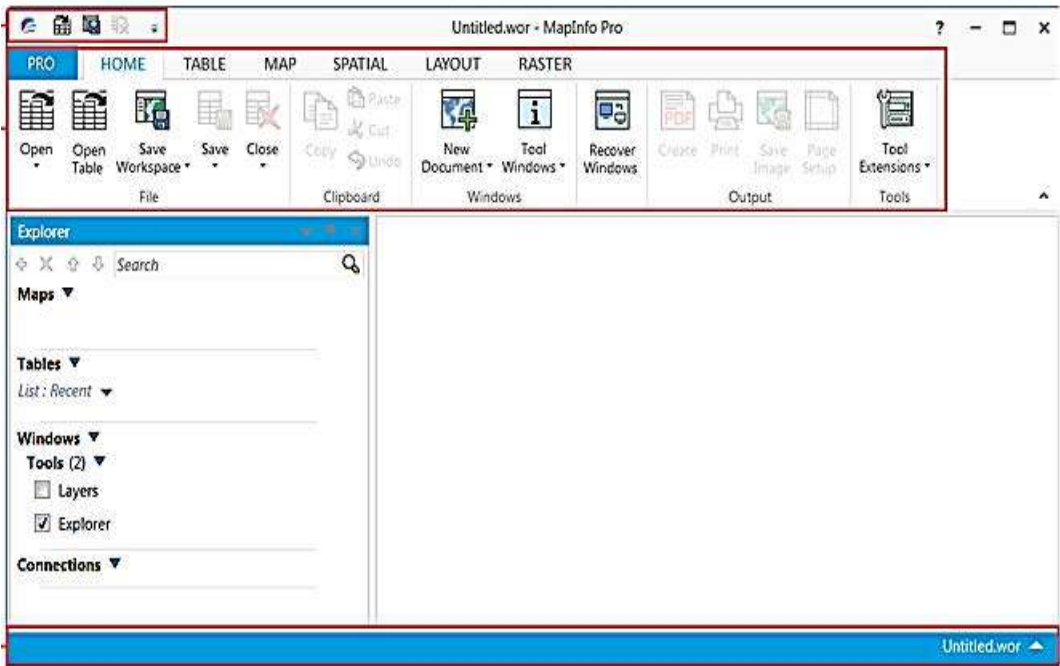 Untitled.wor - MapInfo Pro ?
PRO HOME TABLE MAP SPATIAL LAYOUT RASTER
Open
Open Table
Save Workspace
Save
Close
File
Copy
Paste
Cut
Undo
Clipboard
New Document
Tool Windows
Windows
Recover Windows
PDF
Create
Print
Save Image
Page Setup
Output
Tool Extensions
Tools
Explorer
Search
Maps
Tables
List : Recent
Windows
Tools (2)
Layers
Explorer
Connections
Untitled.wor